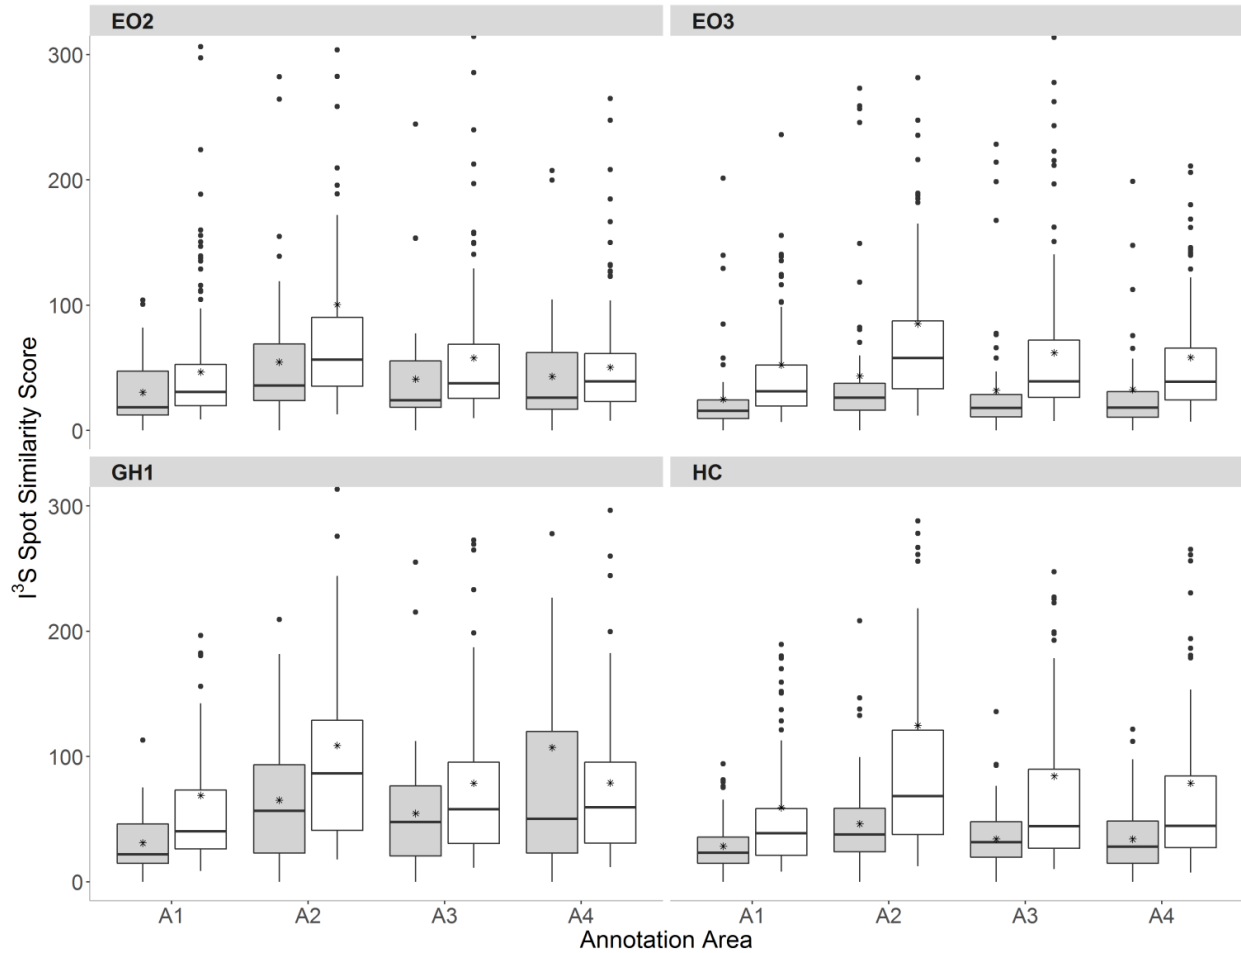 EO2
EO3
300
200
100
0
GH1
HC
300
200
100
0
I³S Spot Similarity Score
A1 A2 A3 A4
A1 A2 A3 A4
Annotation Area